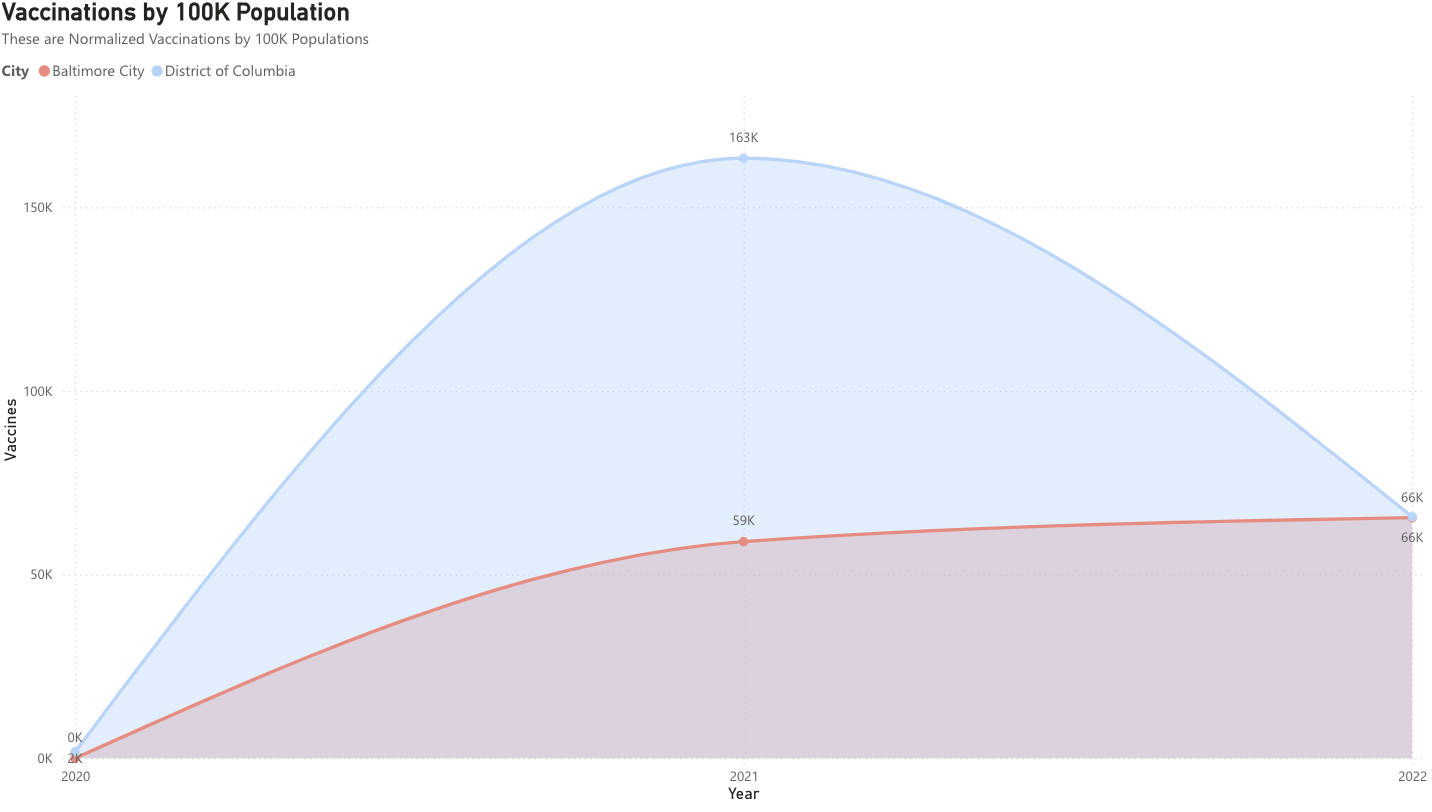 Vaccinations by 100K Population
These are Normalized Vaccinations by 100K Populations
City Baltimore City District of Columbia
163K
150K
100K
66K
59K
66K
50K
0K
0K 2K
2020 2021 2022
Vaccines
Year